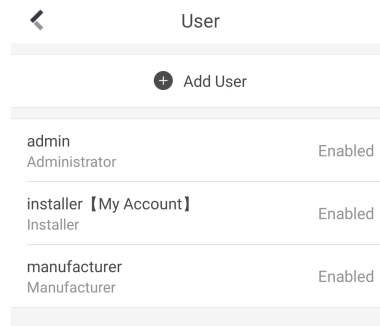 User
Add User
admin
Administrator
Enabled
installer【My Account】
Installer
Enabled
manufacturer
Manufacturer
Enabled